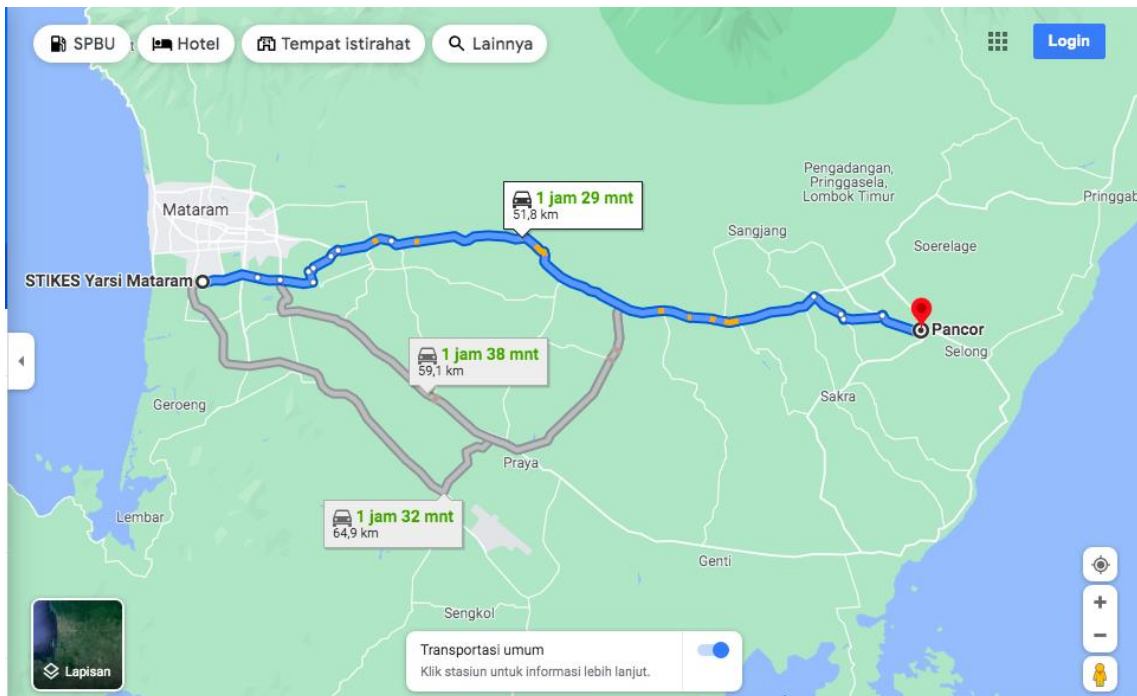 SPBU
t
Hotel
Tempat istirahat
Lainnya
Login
Pengadangan,
Pringgasela,
Lombok Timur
Pringgab
Mataram
1 jam 29 mnt
51,8 km
Sangjang
Soerelage
STIKES Yarsi Mataram
Pancor
Selong
1 jam 38 mnt
59,1 km
Geroeng
Sakra
Praya
Lembar
1 jam 32 mnt
64,9 km
Genti
Sengkol
Lapisan
Transportasi umum
Klik stasiun untuk informasi lebih lanjut.